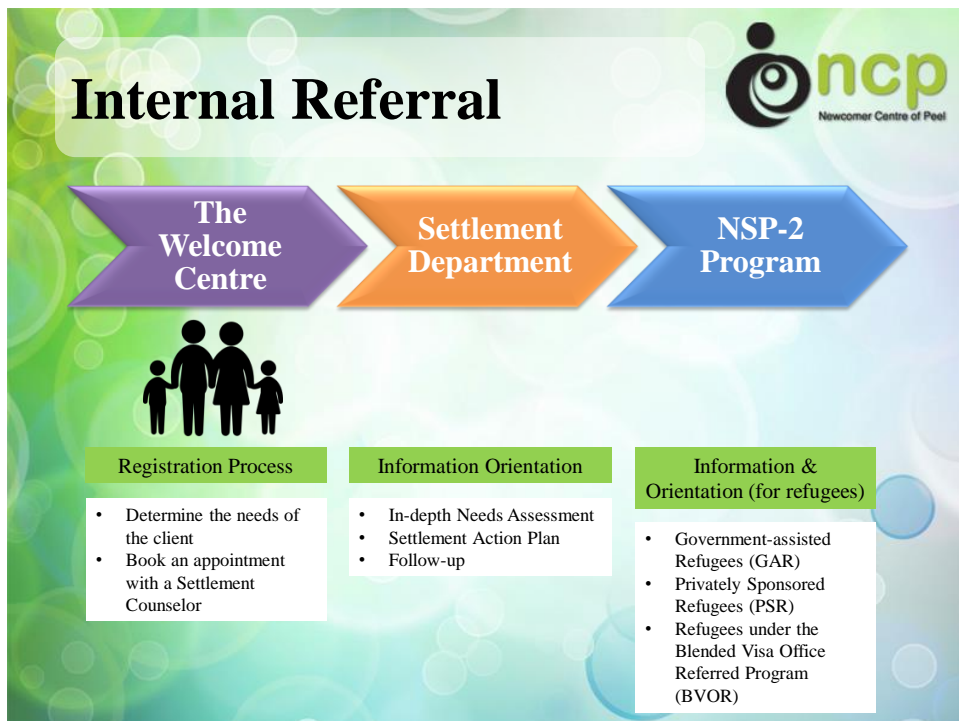 Internal Referral
ncp
Newcomer Centre of Peel
The
Welcome
Centre
Settlement
Department
NSP-2
Program
Registration Process
• Determine the needs of
the client
• Book an appointment
with a Settlement
Counselor
Information Orientation
• In-depth Needs Assessment
• Settlement Action Plan
• Follow-up
Information &
Orientation (for refugees)
• Government-assisted
Refugees (GAR)
• Privately Sponsored
Refugees (PSR)
• Refugees under the
Blended Visa Office
Referred Program
(BVOR)